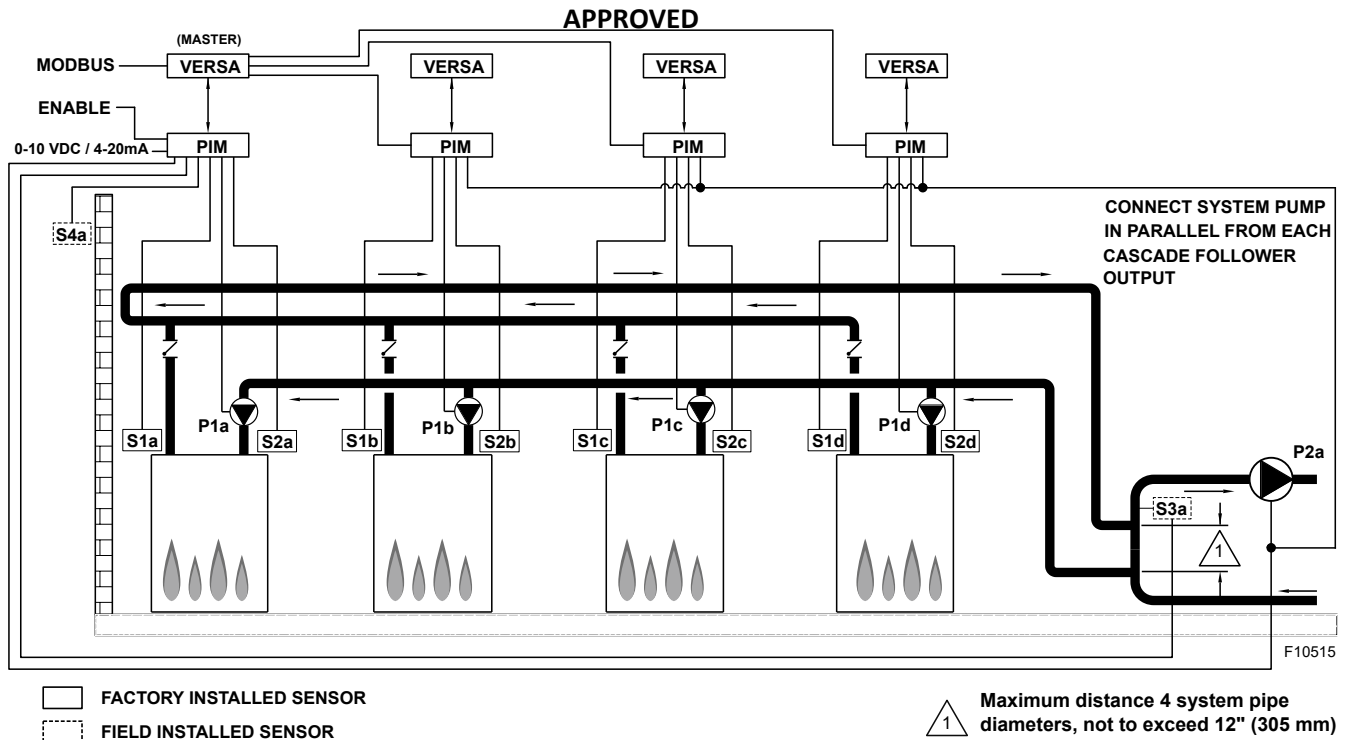 APPROVED
(MASTER)
MODBUS
VERSA
VERSA
VERSA
VERSA
ENABLE
0-10 VDC / 4-20mA
PIM
PIM
PIM
PIM
S4a
CONNECT SYSTEM PUMP
IN PARALLEL FROM EACH
CASCADE FOLLOWER
OUTPUT
S1a
P1a
S2a
S1b
P1b
S2b
S1c
P1c
S2c
S1d
P1d
S2d
P2a
S3a
1
F10515
FACTORY INSTALLED SENSOR
FIELD INSTALLED SENSOR
1
Maximum distance 4 system pipe
diameters, not to exceed 12" (305 mm)